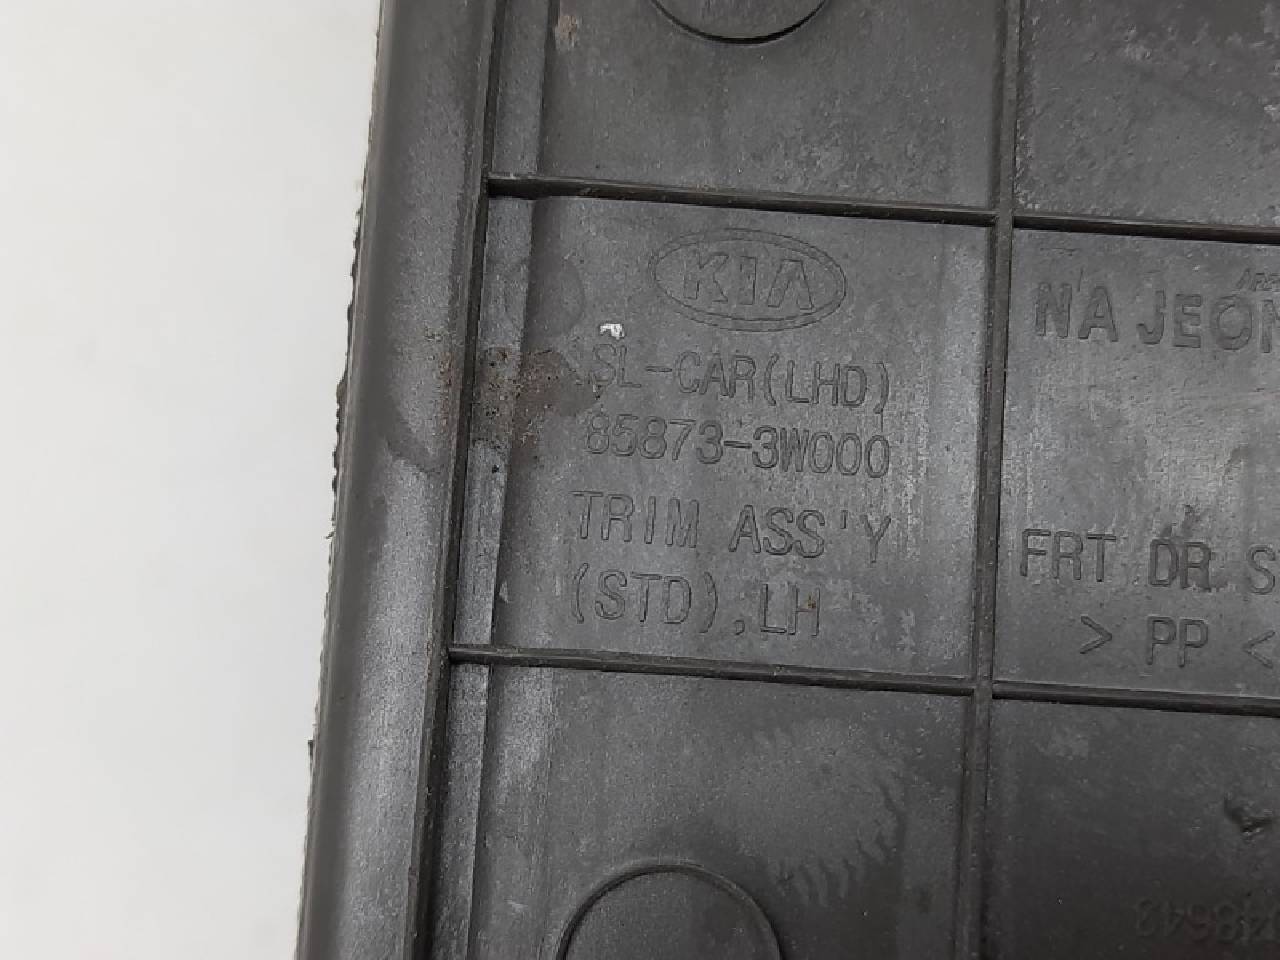 KIA
SL-CAR(LHD)
85873-3W000
TRIM ASS'Y
(STD),LH
NA JEON
FRT DR S
> PP <